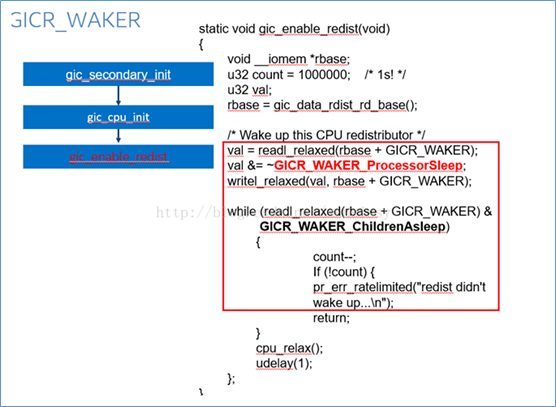 GICR_WAKER
gic_secondary_init
gic_cpu_init
gic_enable_redist
static void gic_enable_redist(void)
{
void __iomem *rbase;
u32 count = 1000000; /* 1s! */
u32 val;
rbase = gic_data_rdist_rd_base();
/* Wake up this CPU redistributor */
val = readl_relaxed(rbase + GICR_WAKER);
val &= ~GICR_WAKER_ProcessorSleep;
writel_relaxed(val, rbase + GICR_WAKER);
while (readl_relaxed(rbase + GICR_WAKER) &
GICR_WAKER_ChildrenAsleep)
{
count--;
If (!count) {
pr_err_ratelimited("redist didn't
wake up...\n");
return;
}
cpu_relax();
udelay(1);
};
}